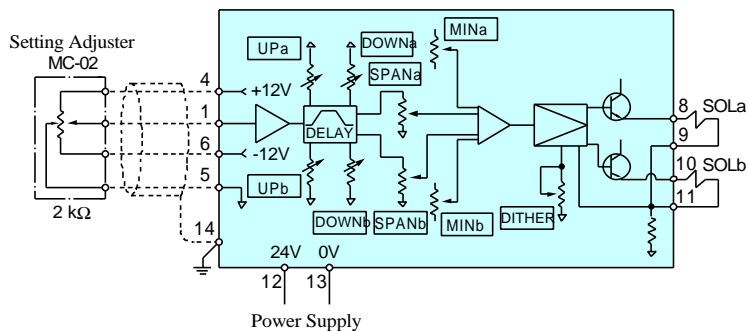 Setting Adjuster
MC-02
2 kΩ
4
1
6
5
14
+12V
-12V
UPa
DOWNa
SPANa
MINa
DELAY
UPb
DOWNb
SPANb
MINb
DITHER
8 SOLa
9
10 SOLb
11
24V 0V
12 13
Power Supply